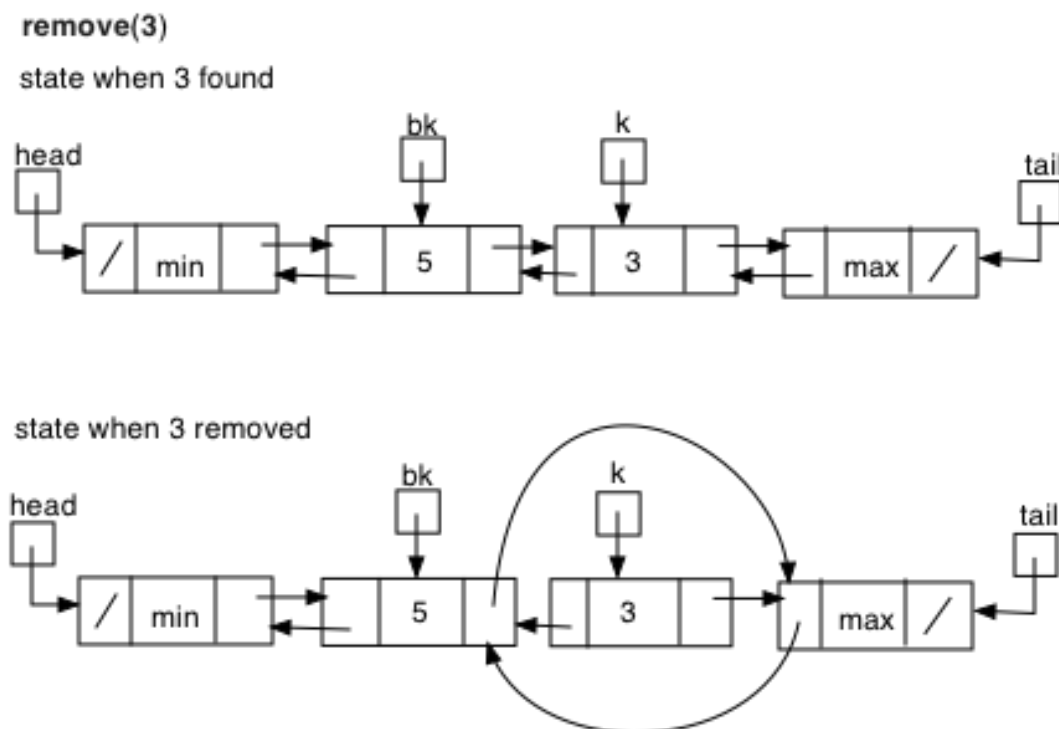 remove(3)
state when 3 found
bk k
head tail
/ min 5 3 max /
state when 3 removed
bk k
head tail
/ min 5 3 max /